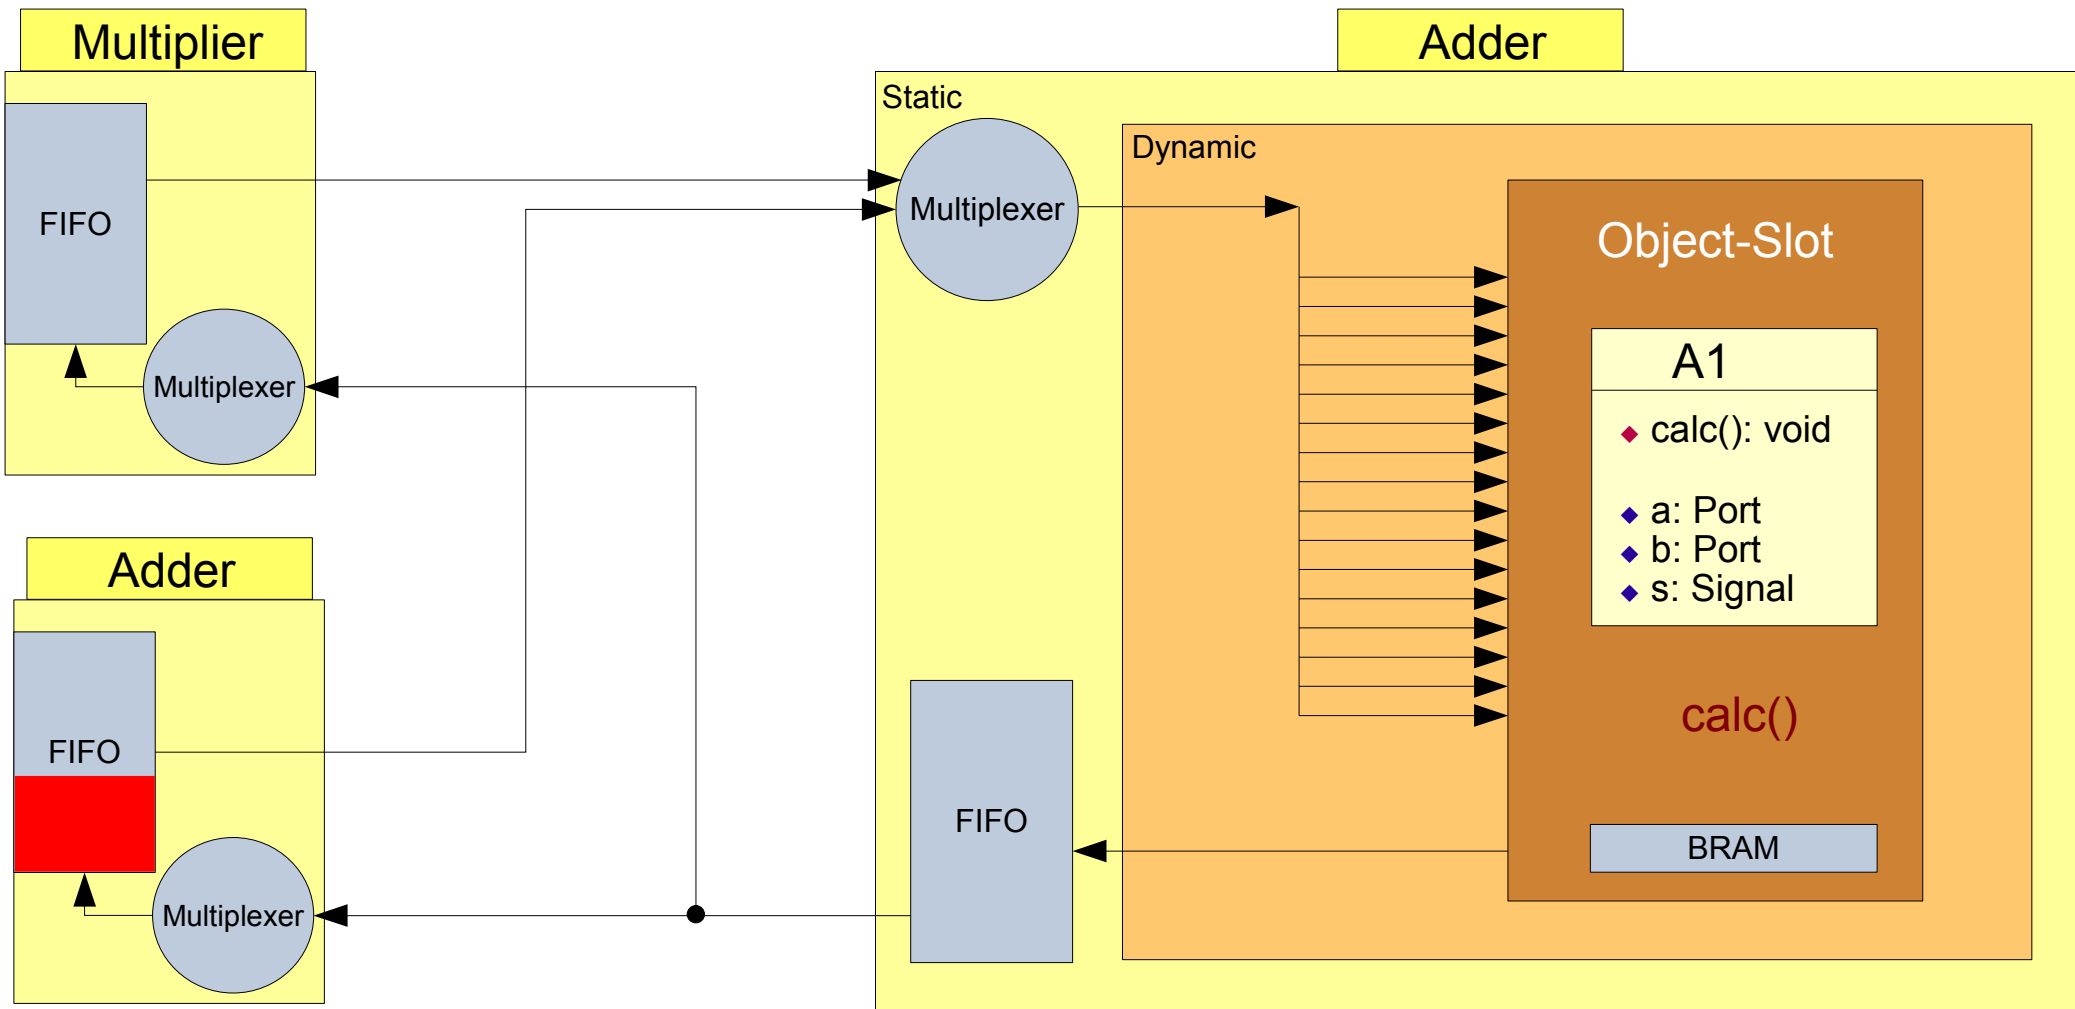 Multiplier
FIFO
Multiplexer
Adder
FIFO
Multiplexer
Adder
Static
Multiplexer
FIFO
Dynamic
Object-Slot
A1
calc(): void
a: Port
b: Port
s: Signal
calc()
BRAM